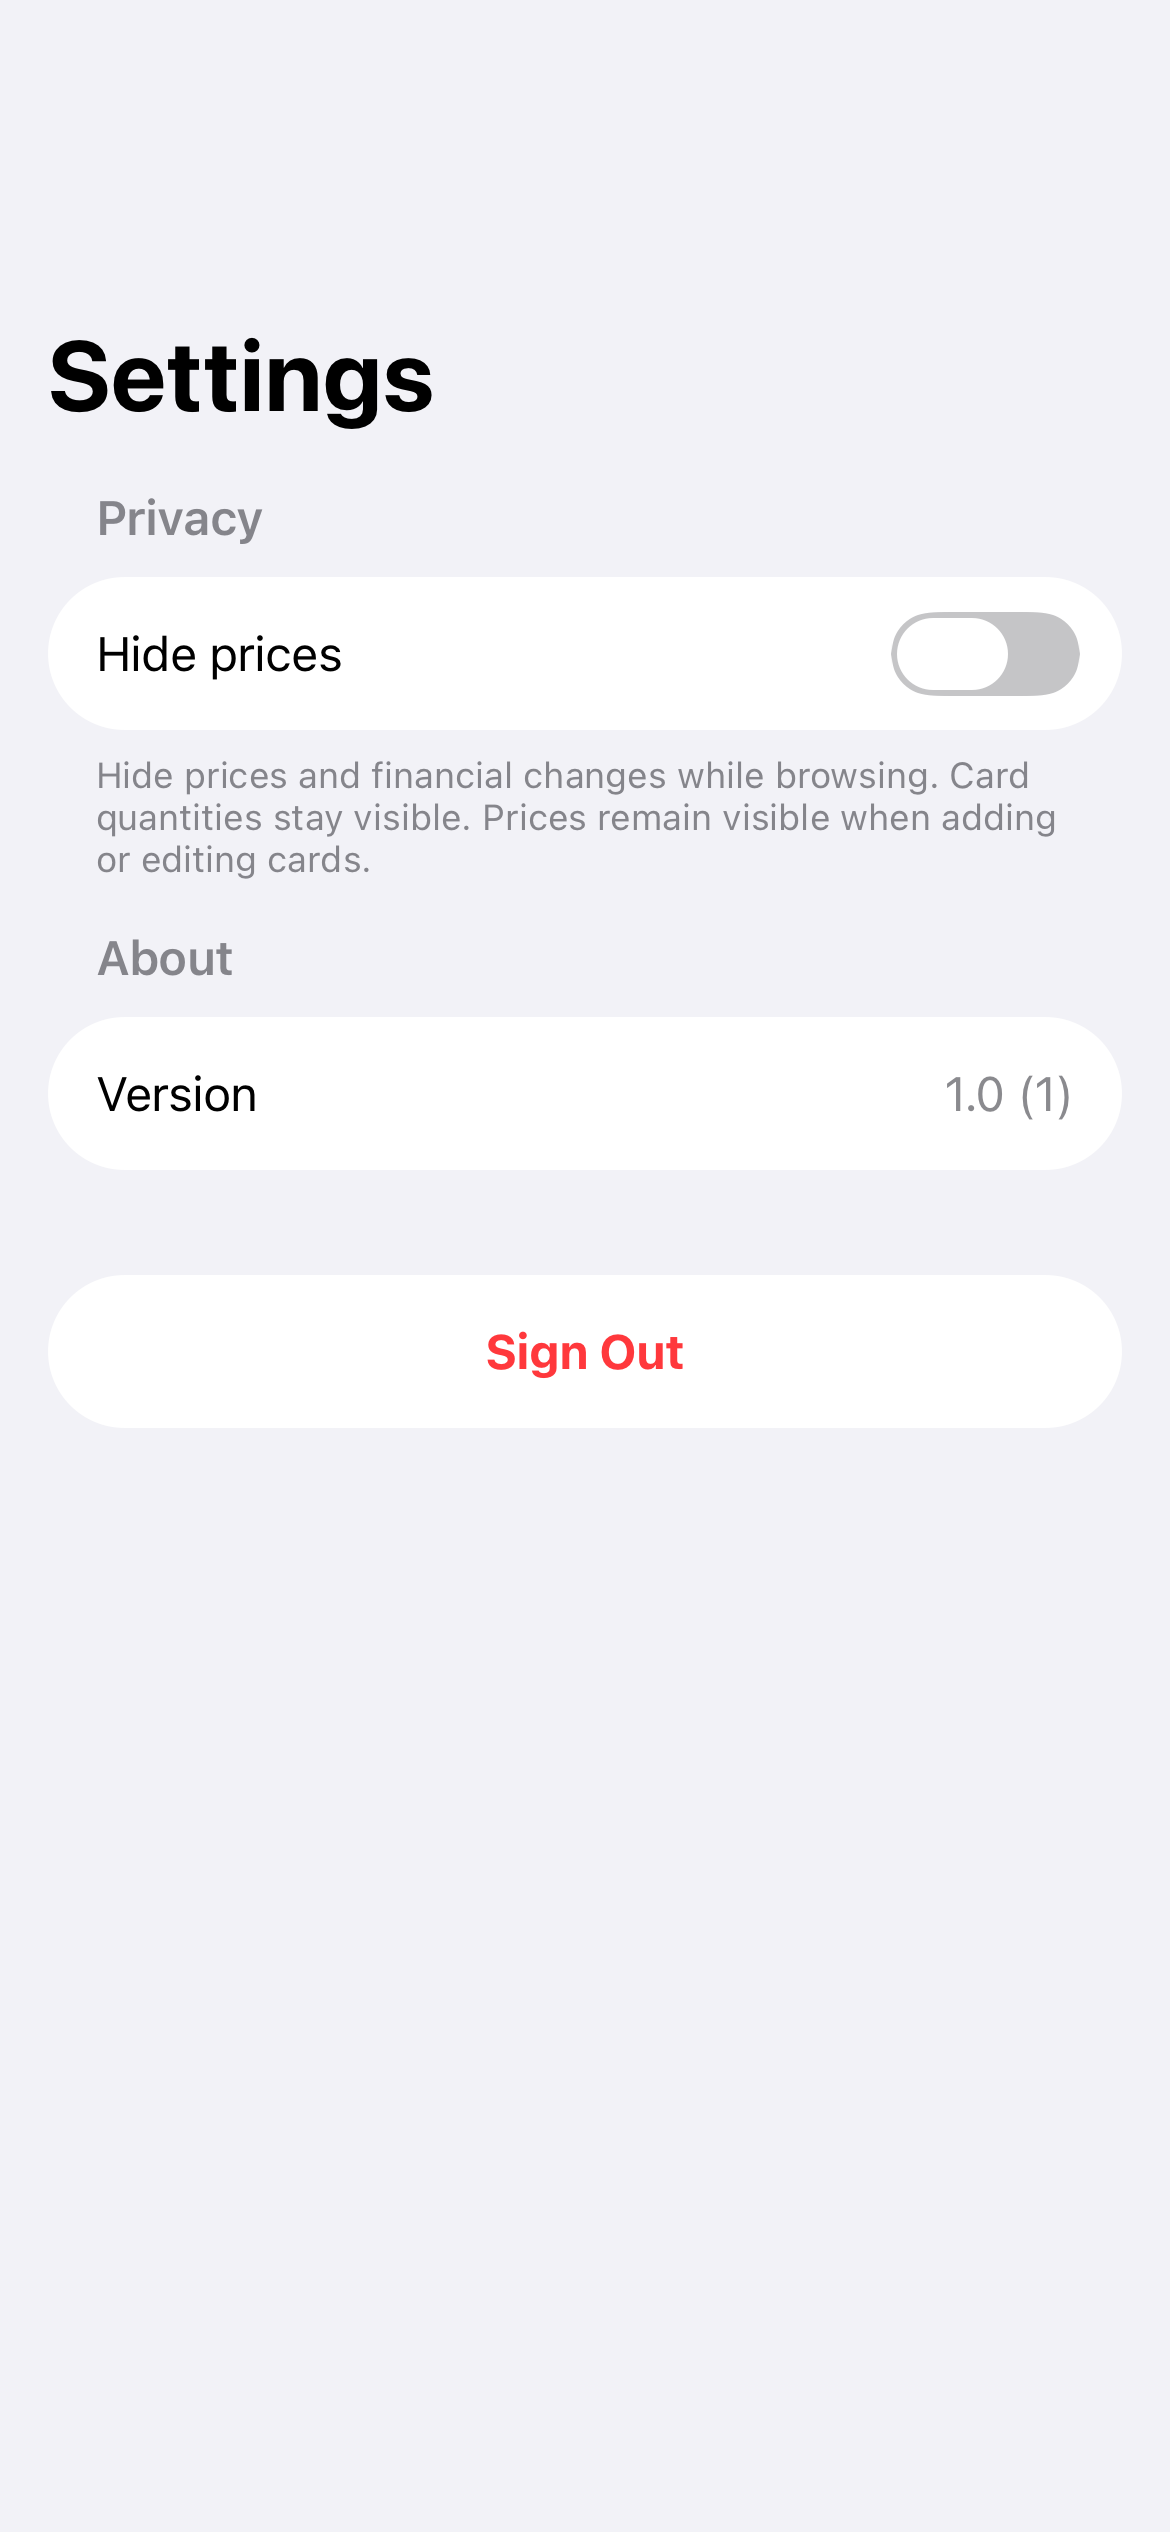 Settings
Privacy
Hide prices
Hide prices and financial changes while browsing. Card
quantities stay visible. Prices remain visible when adding
or editing cards.
About
Version 1.0 (1)
Sign Out